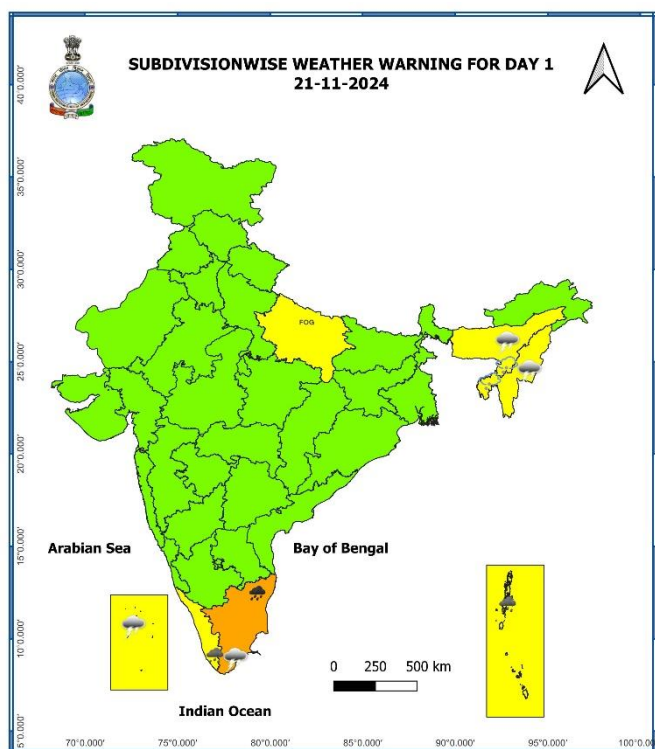 SUBDIVISIONWISE WEATHER WARNING FOR DAY 1
21-11-2024
40°0.000'
35°0.000'
30°0.000'
FOG
25°0.000'
20°0.000'
15°0.000'
Arabian Sea
Bay of Bengal
10°0.000'
0 250 500 km
Indian Ocean
5°0.000'
70°0.000' 75°0.000' 80°0.000' 85°0.000' 90°0.000' 95°0.000'